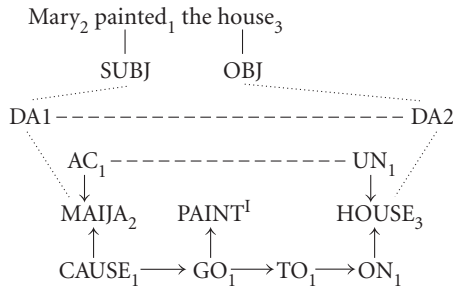 Mary₂ painted₁ the house₃
SUBJ OBJ
DA1 DA2
AC₁ UN₁
MAIJA₂ PAINTᴵ HOUSE₃
CAUSE₁ GO₁ TO₁ ON₁